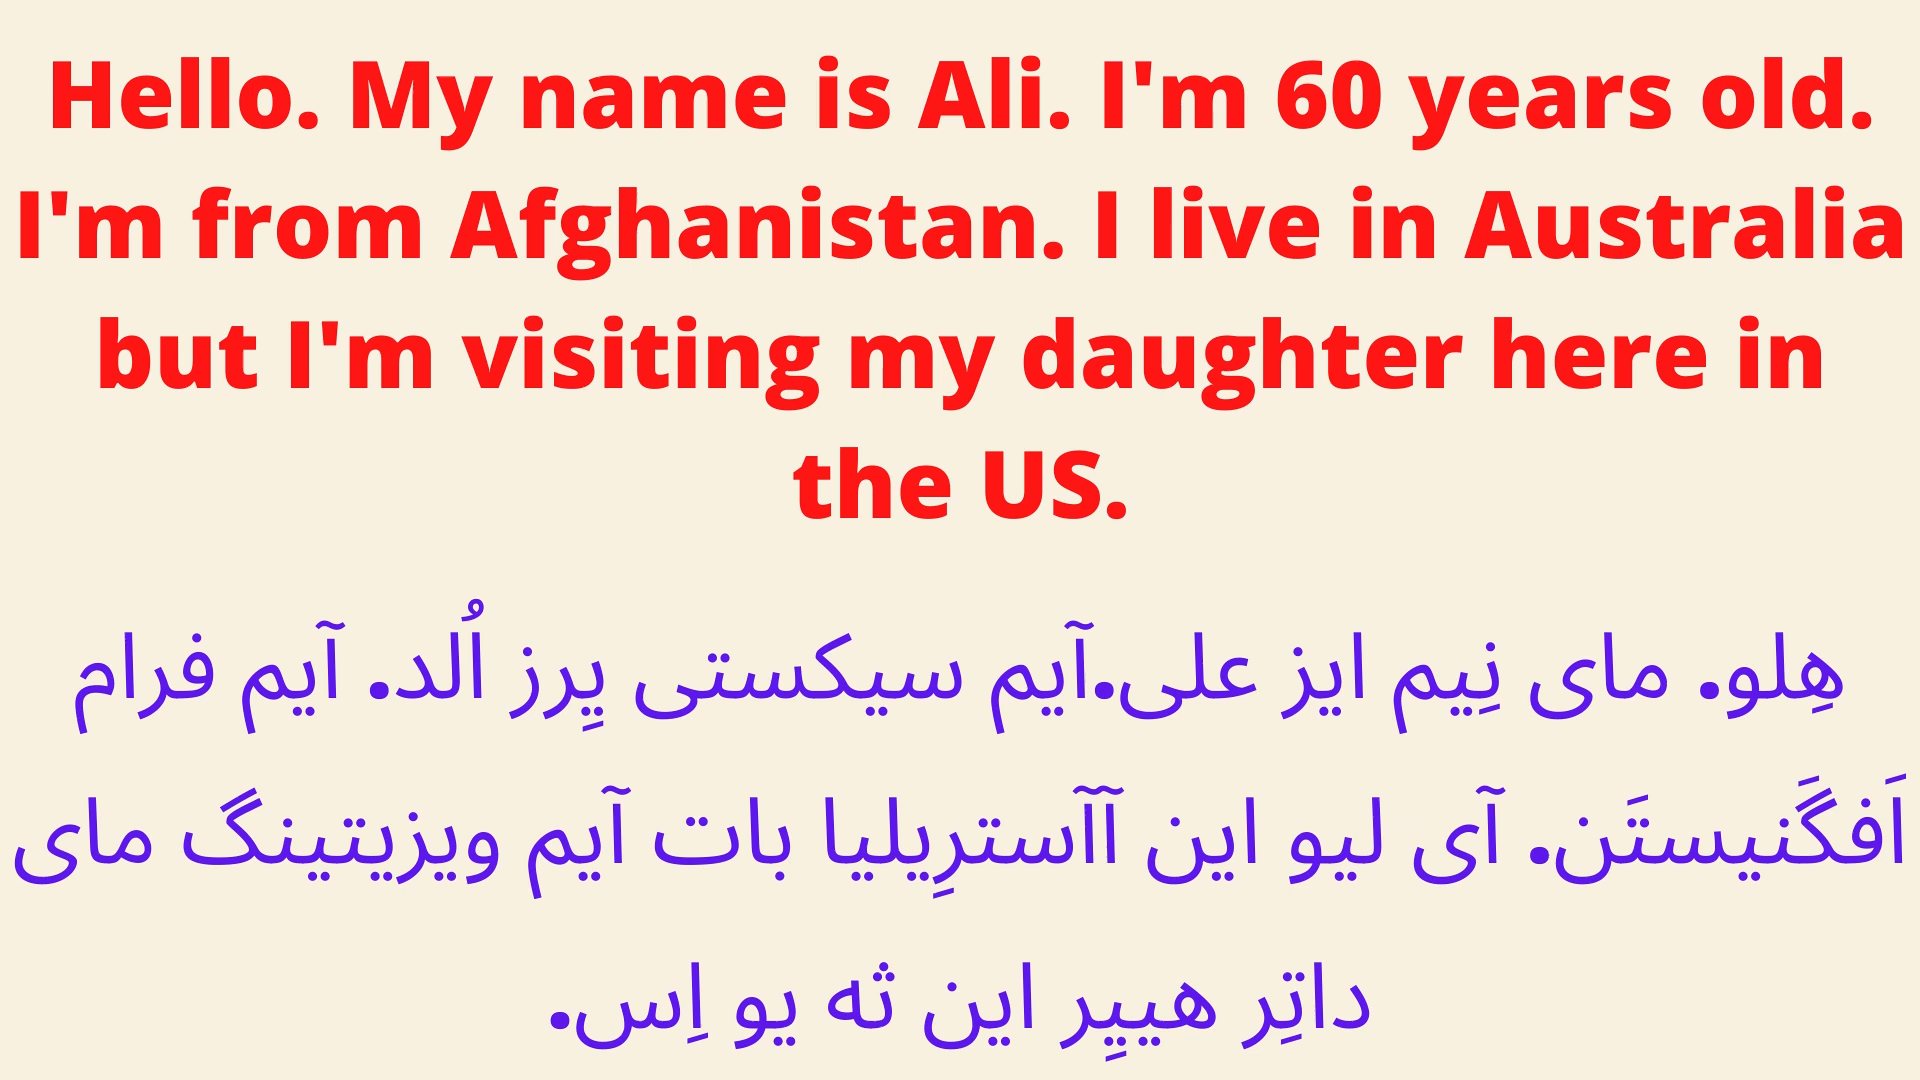 Hello. My name is Ali. I'm 60 years old.
I'm from Afghanistan. I live in Australia
but I'm visiting my daughter here in
the US.
هِلو. مای نِیم ایز علی.آیم سیکستی یِرز اُلد. آیم فرام
اَفگَنیستَن. آی لیو این آآسترِیلیا بات آیم ویزیتینگ مای
داتِر هییِر این ثه یو اِس.